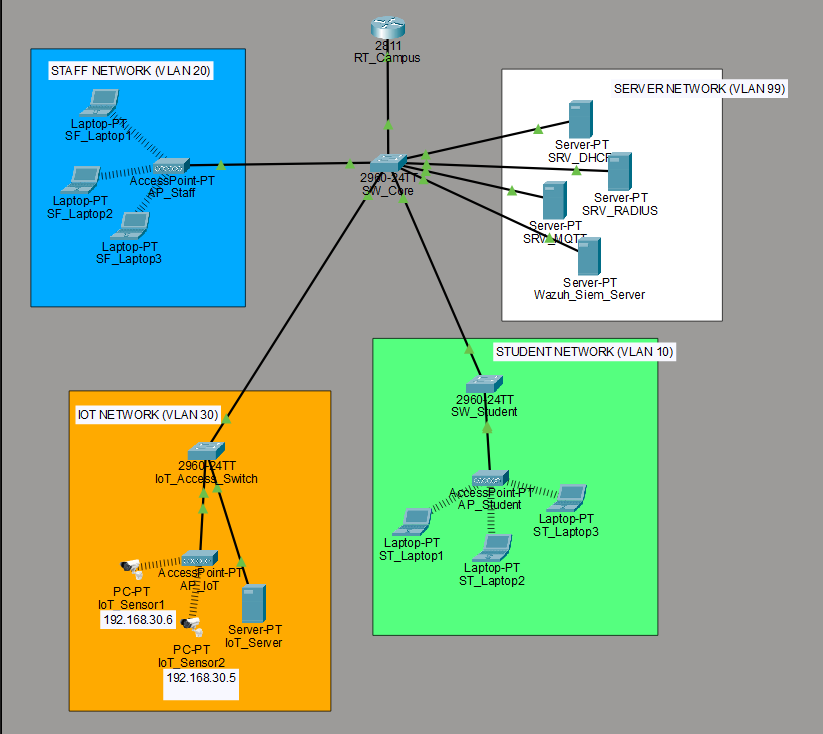 2811
RT_Campus
STAFF NETWORK (VLAN 20)
Laptop-PT
SF_Laptop1
AccessPoint-PT
AP_Staff
Laptop-PT
SF_Laptop2
Laptop-PT
SF_Laptop3
2960-24TT
SW_Core
SERVER NETWORK (VLAN 99)
Server-PT
SRV_DHCP
Server-PT
SRV_RADIUS
Server-PT
SRV_MQTT
Server-PT
Wazuh_Siem_Server
STUDENT NETWORK (VLAN 10)
2960-24TT
SW_Student
AccessPoint-PT
AP_Student
Laptop-PT
ST_Laptop1
Laptop-PT
ST_Laptop2
Laptop-PT
ST_Laptop3
IOT NETWORK (VLAN 30)
2960-24TT
IoT_Access_Switch
AccessPoint-PT
AP_IoT
PC-PT
IoT_Sensor1
192.168.30.6
PC-PT
IoT_Sensor2
192.168.30.5
Server-PT
IoT_Server